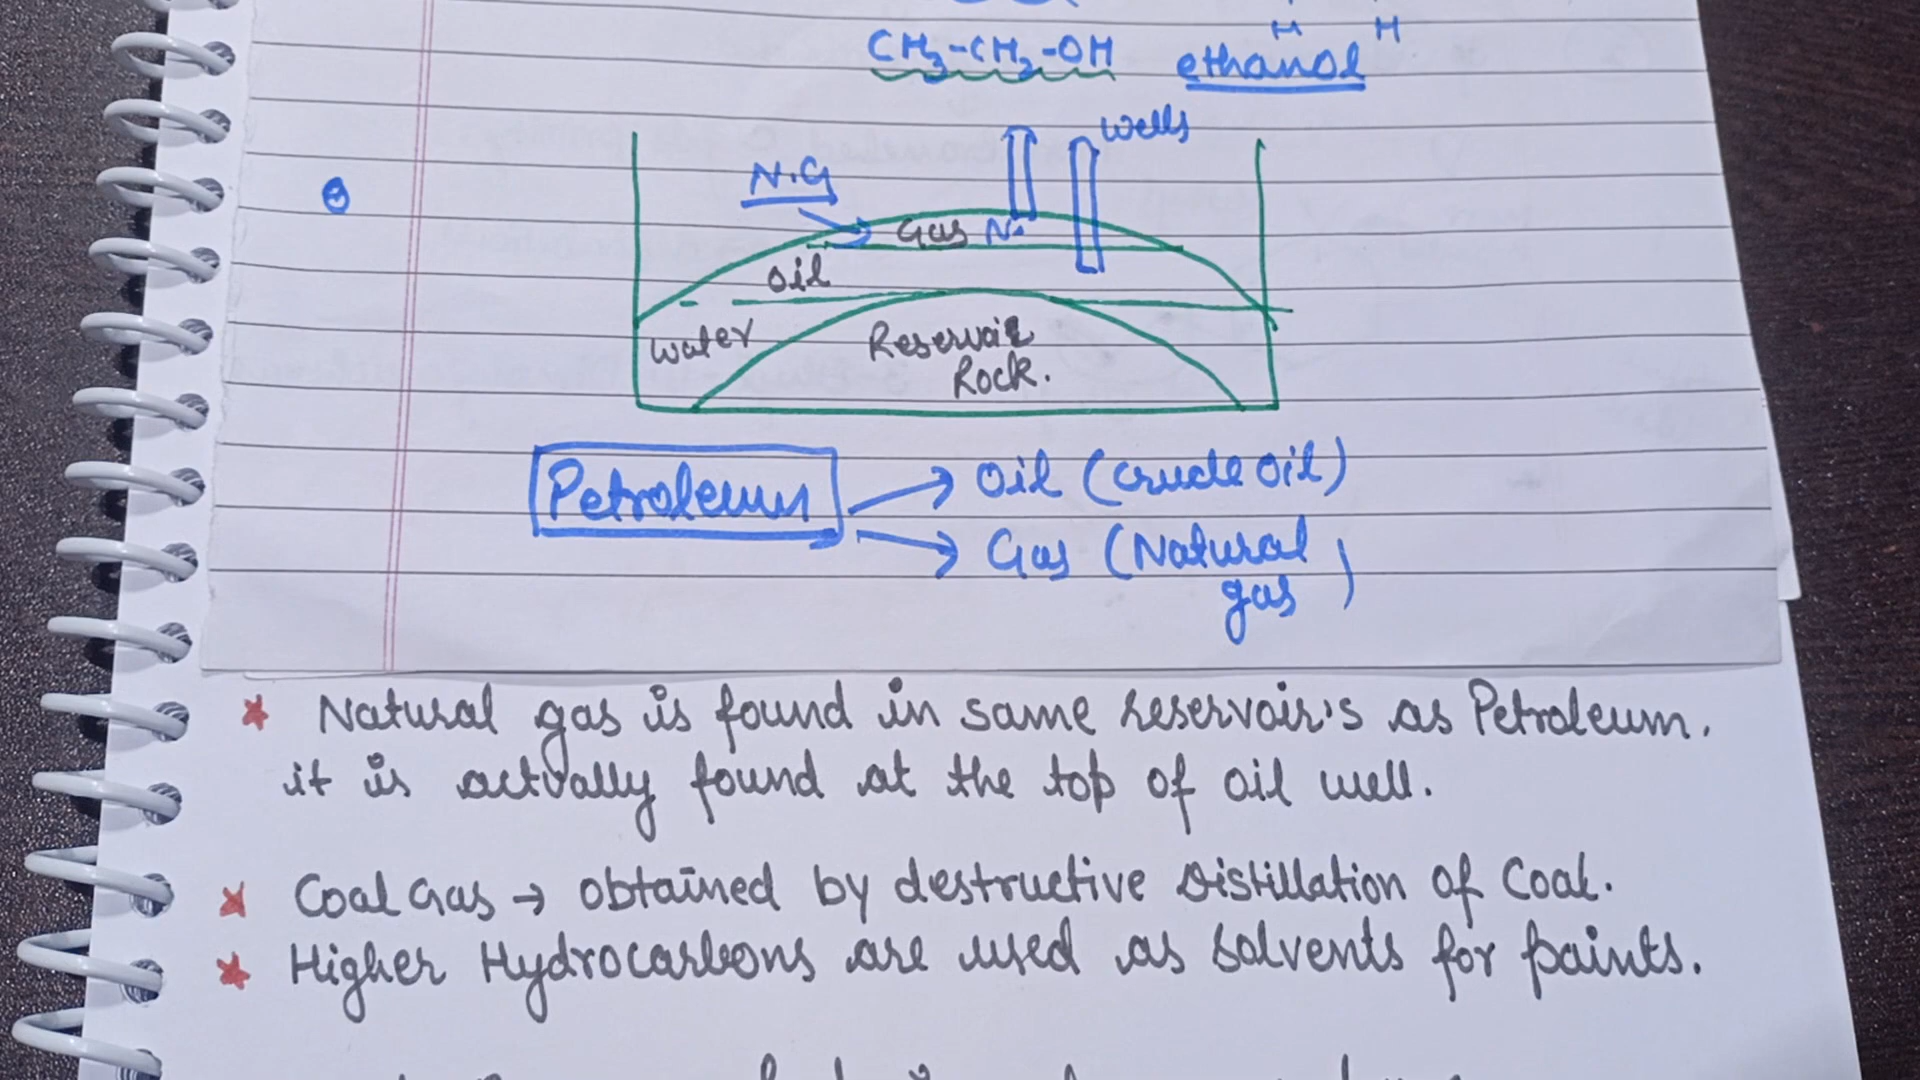 H H
CH3-CH2-OH ethanol
Wells
N.G
Gas N.
Oil
Water
Reservoir
Rock.
Petroleum → Oil (crude oil)
→ Gas (Natural gas)
* Natural gas is found in same reservoir's as Petroleum.
it is actually found at the top of oil well.
* Coal Gas → obtained by destructive Distillation of Coal.
* Higher Hydrocarbons are used as solvents for paints.